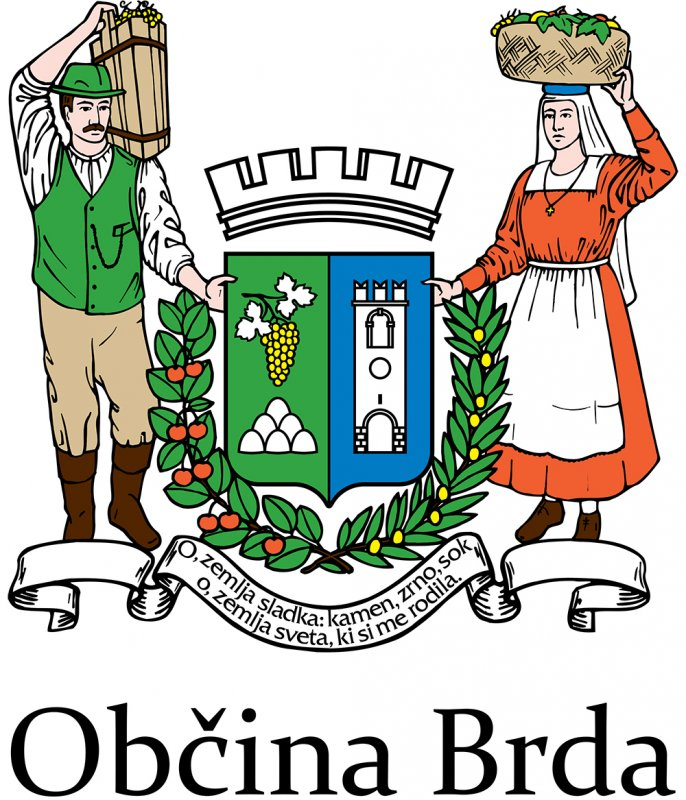 O, zemlja sladka: kamen, zrno, sok
o, zemlja sveta, ki si me rodila.
Občina Brda